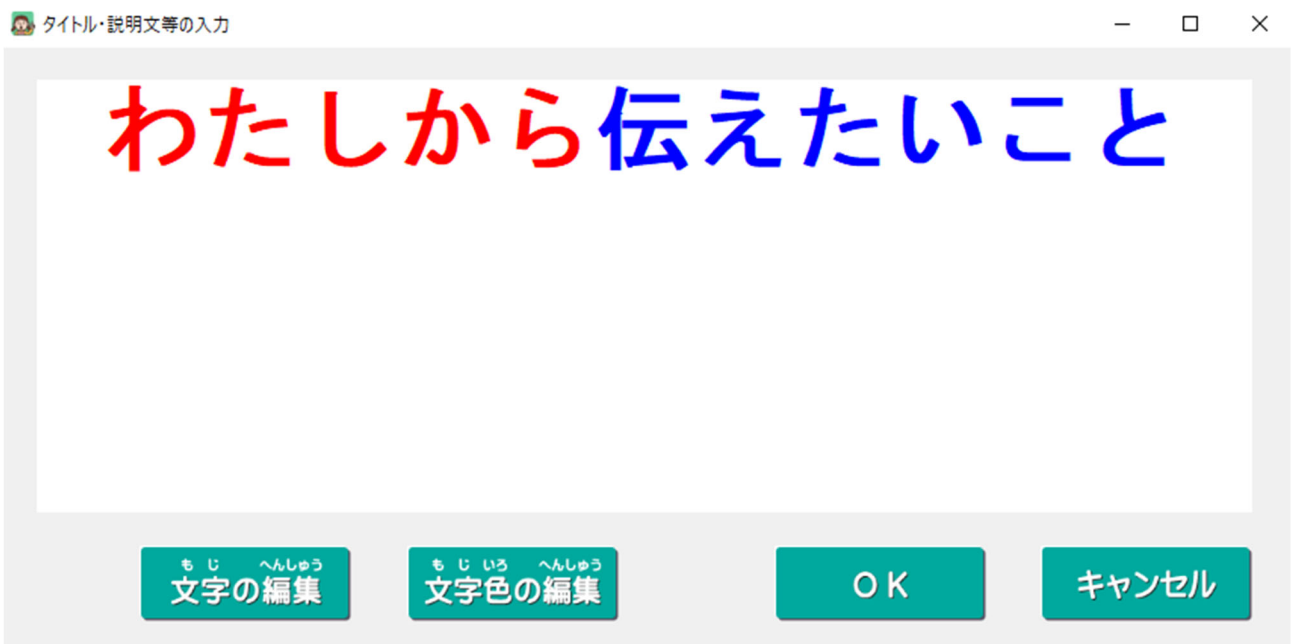 タイトル・説明文等の入力
わたしから伝えたいこと
もじ へんしゅう
文字の編集
もじいろ へんしゅう
文字色の編集
OK
キャンセル